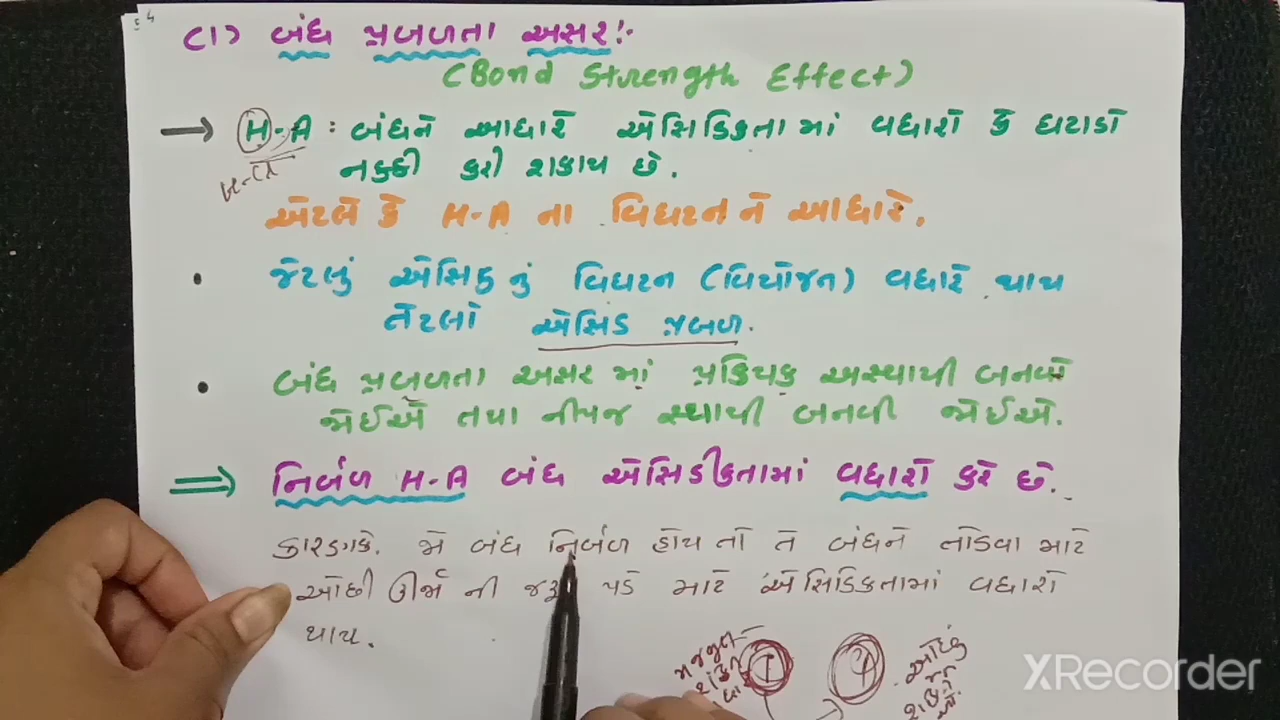 54
(1) બંધ પ્રબળતા અસર:-
(Bond Strength Effect)
→ H-A : બંધને આધારે એસિડિકતામાં વધારો કે ઘટાડો
નક્કી કરી શકાય છે.
એટલે કે H-A ના વિઘટનને આધારે.
• જેટલું એસિડનું વિઘટન (વિયોજન) વધારે થાય
તેટલો એસિડ પ્રબળ.
• બંધ પ્રબળતા અસરમાં પ્રક્રિયક અસ્થાયી બનવો
જોઈએ તથા નીપજ સ્થાયી બનવી જોઈએ.
⇒ નિર્બળ H-A બંધ એસિડીકતામાં વધારો કરે છે.
કારણકે. જો બંધ નિર્બળ હોય તો તે બંધને તોડવા માટે
ઓછી ઊર્જા ની જરૂર પડે માટે એસિડિકતામાં વધારો
થાય.
XRecorder